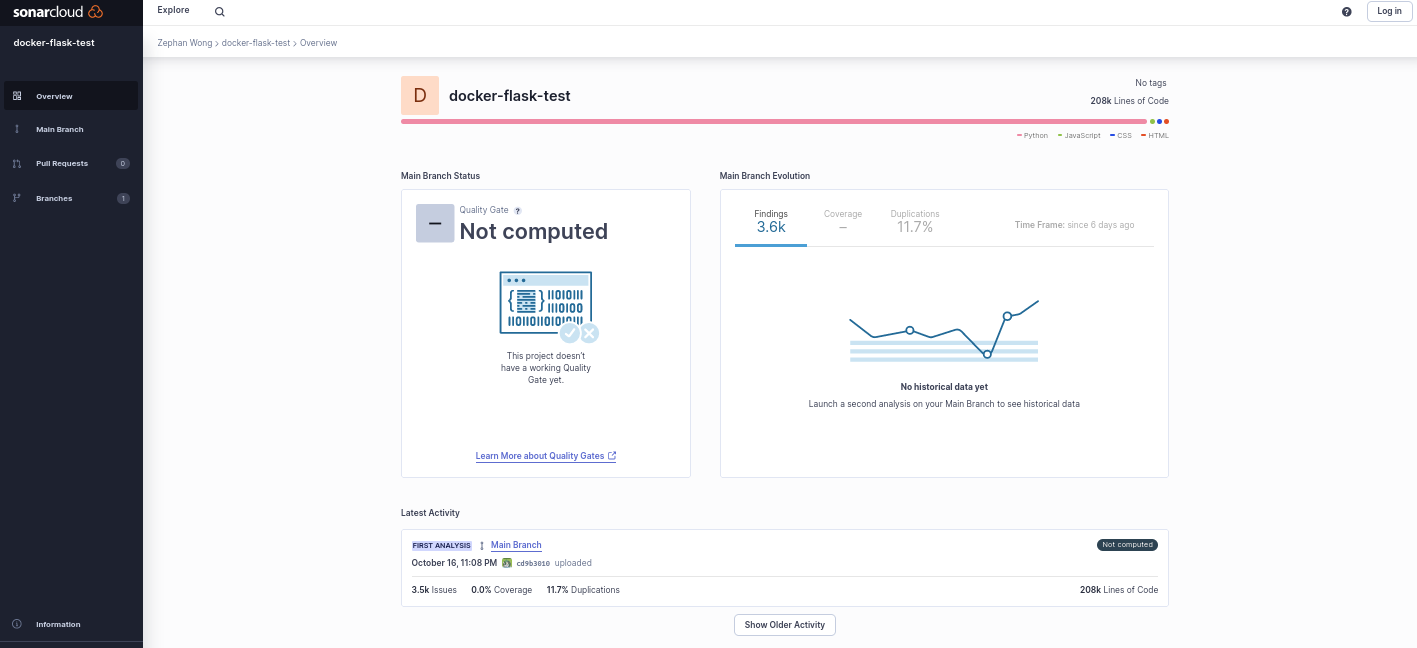 sonarcloud
Explore
Log in
docker-flask-test
Zephan Wong > docker-flask-test > Overview
Overview
Main Branch
Pull Requests 0
Branches 1
Information
D docker-flask-test
No tags
208k Lines of Code
Python JavaScript CSS HTML
Main Branch Status
Quality Gate ?
– Not computed
This project doesn't
have a working Quality
Gate yet.
Learn More about Quality Gates
Main Branch Evolution
Findings Coverage Duplications
3.6k – 11.7%
Time Frame: since 6 days ago
No historical data yet
Launch a second analysis on your Main Branch to see historical data
Latest Activity
FIRST ANALYSIS Main Branch Not computed
October 16, 11:08 PM cd9b3010 uploaded
3.5k Issues 0.0% Coverage 11.7% Duplications 208k Lines of Code
Show Older Activity